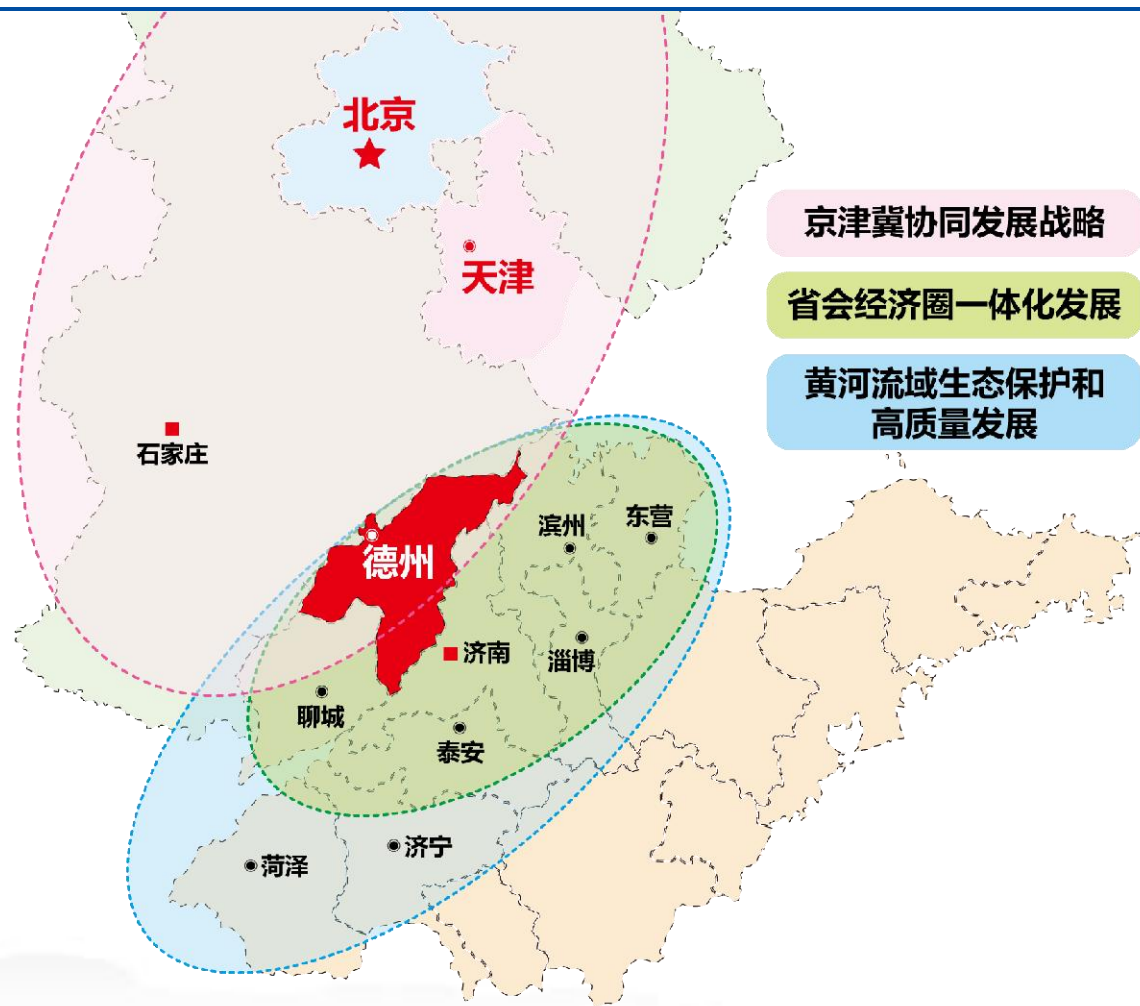 北京
天津
京津冀协同发展战略
省会经济圈一体化发展
黄河流域生态保护和
高质量发展
石家庄
德州
滨州
东营
济南
淄博
聊城
泰安
济宁
菏泽